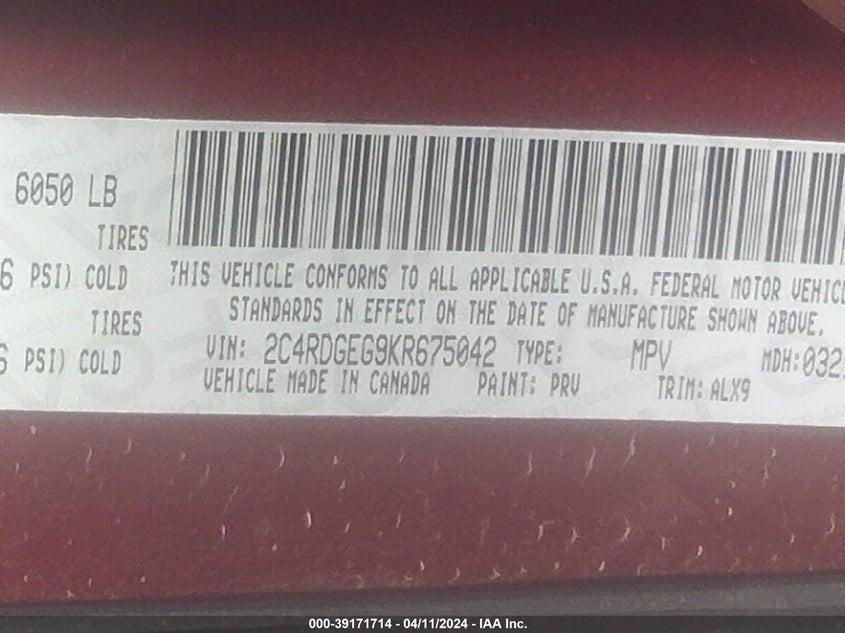 6050 LB
TIRES
6 PSI) COLD
TIRES
6 PSI) COLD
THIS VEHICLE CONFORMS TO ALL APPLICABLE U.S.A. FEDERAL MOTOR VEHICLE
STANDARDS IN EFFECT ON THE DATE OF MANUFACTURE SHOWN ABOVE.
VIN: 2C4RDGEG9KR675042 TYPE: MPV MDH:032
VEHICLE MADE IN CANADA PAINT: PRV TRIM: ALX9
000-39171714 - 04/11/2024 - IAA Inc.